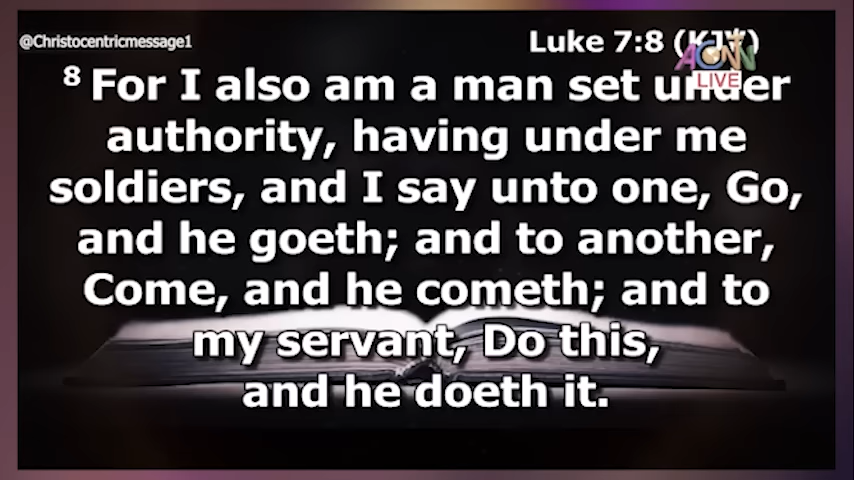 @Christocentricmessage1
Luke 7:8 (KJV)
ACNN
LIVE
8 For I also am a man set under
authority, having under me
soldiers, and I say unto one, Go,
and he goeth; and to another,
Come, and he cometh; and to
my servant, Do this,
and he doeth it.